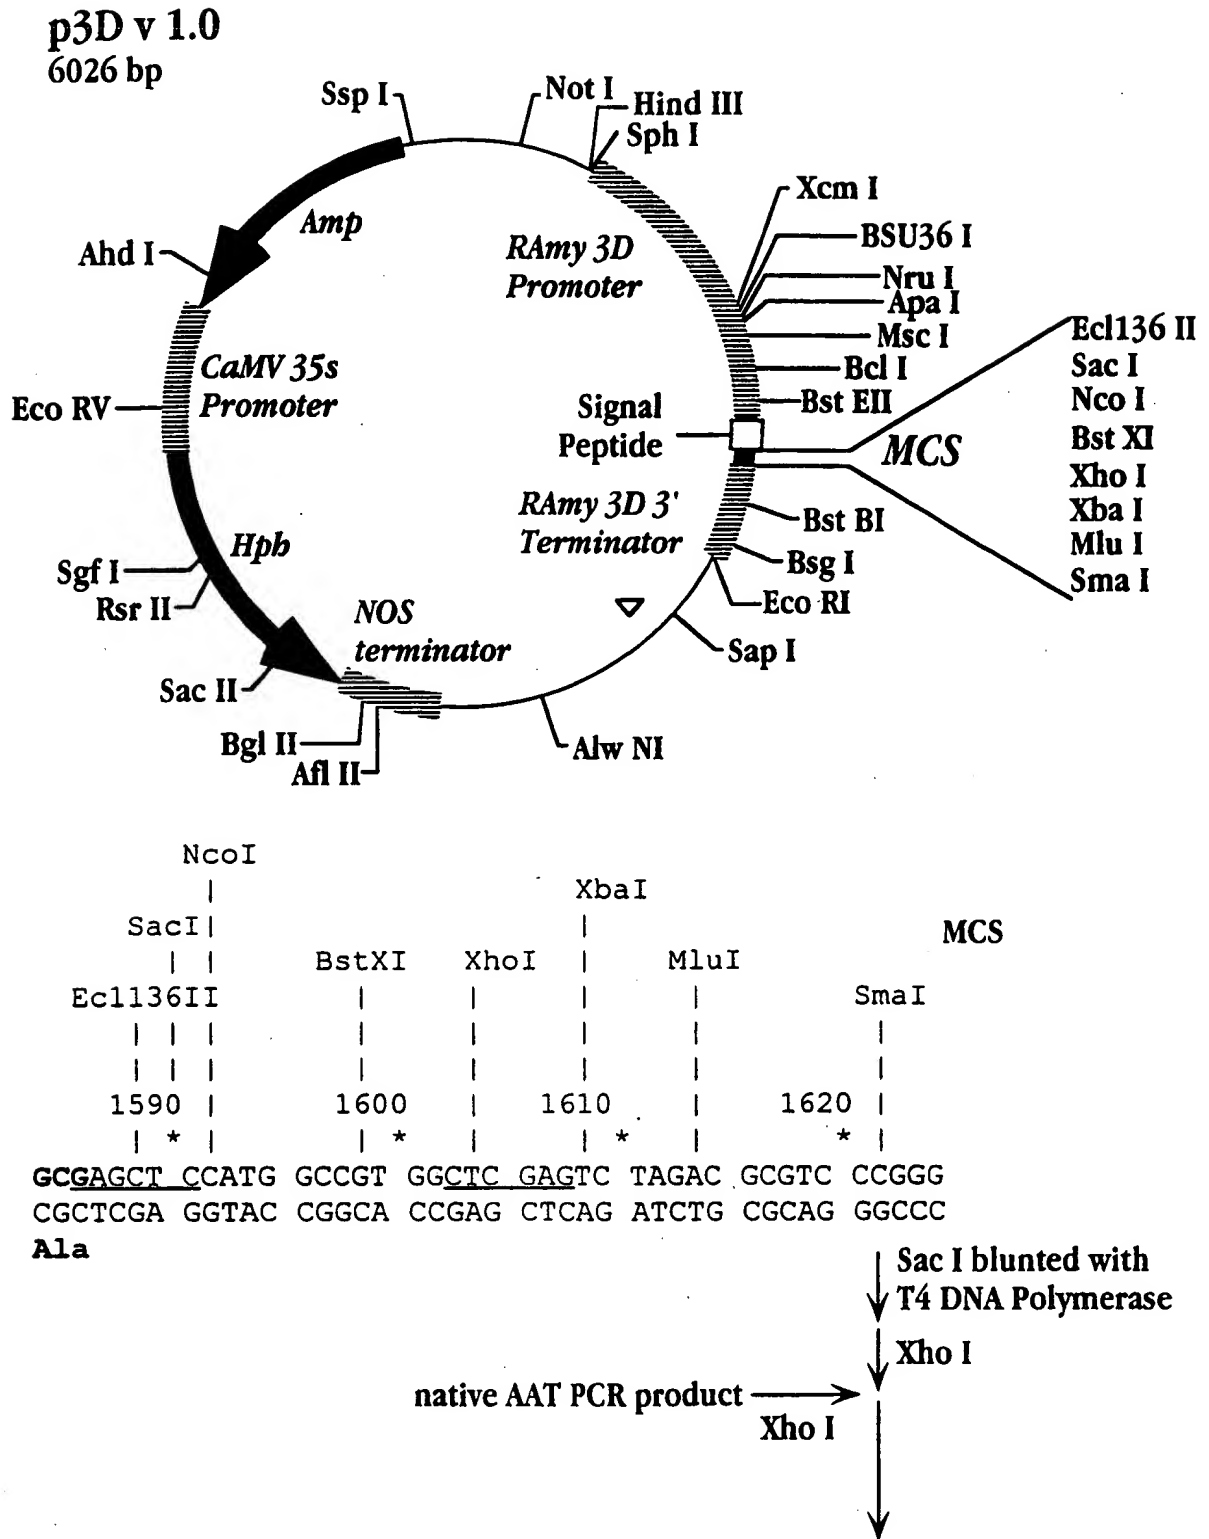 p3D v 1.0
6026 bp
Ssp I
Not I
Hind III
Sph I
Xcm I
BSU36 I
Nru I
Apa I
Msc I
Bcl I
Bst EII
Ahd I
Amp
RAmy 3D
Promoter
CaMV 35s
Promoter
Eco RV
Signal
Peptide
MCS
Ecl136 II
Sac I
Nco I
Bst XI
Xho I
Xba I
Mlu I
Sma I
RAmy 3D 3'
Terminator
Bst BI
Bsg I
Eco RI
Sap I
Hph
Sgf I
Rsr II
NOS
terminator
Sac II
Bgl II
Afl II
Alw NI
NcoI
XbaI
SacI
MCS
BstXI XhoI MluI
Ecl136II SmaI
1590 1600 1610 1620
* * * *
GCGAGCT CCATG GCCGT GGCTC GAGTC TAGAC GCGTC CCGGG
CGCTCGA GGTAC CGGCA CCGAG CTCAG ATCTG CGCAG GGCCC
Ala
Sac I blunted with
T4 DNA Polymerase
Xho I
native AAT PCR product
Xho I